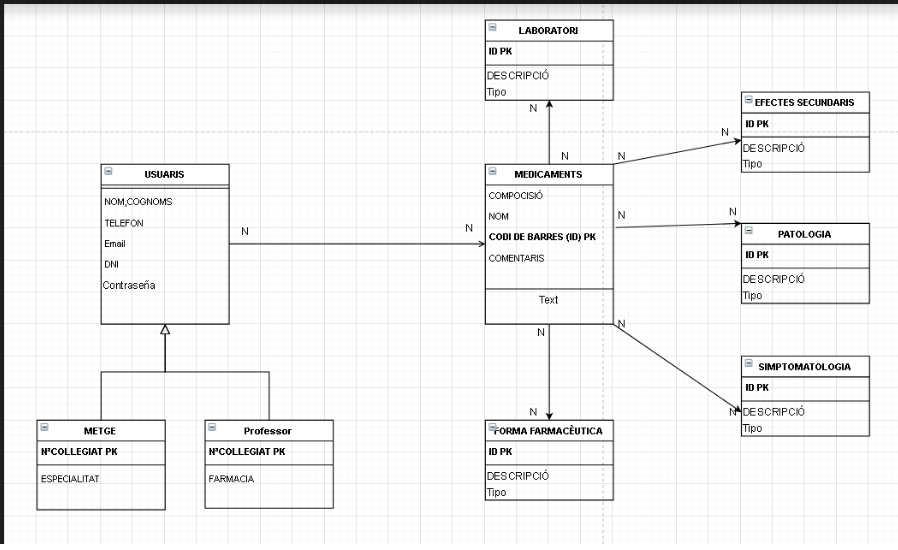 LABORATORI
ID PK
DESCRIPCIÓ
Tipo
N
N
EFECTES SECUNDARIS
ID PK
DESCRIPCIÓ
Tipo
N
N
USUARIS
NOM,COGNOMS
TELEFON
Email
DNI
Contraseña
N
N
MEDICAMENTS
COMPOCISIÓ
NOM
CODI DE BARRES (ID) PK
COMENTARIS
Text
N
N
PATOLOGIA
ID PK
DESCRIPCIÓ
Tipo
N
N
SIMPTOMATOLOGIA
ID PK
DESCRIPCIÓ
Tipo
N
N
FORMA FARMACÈUTICA
ID PK
DESCRIPCIÓ
Tipo
METGE
NºCOLLEGIAT PK
ESPECIALITAT
Professor
NºCOLLEGIAT PK
FARMACIA